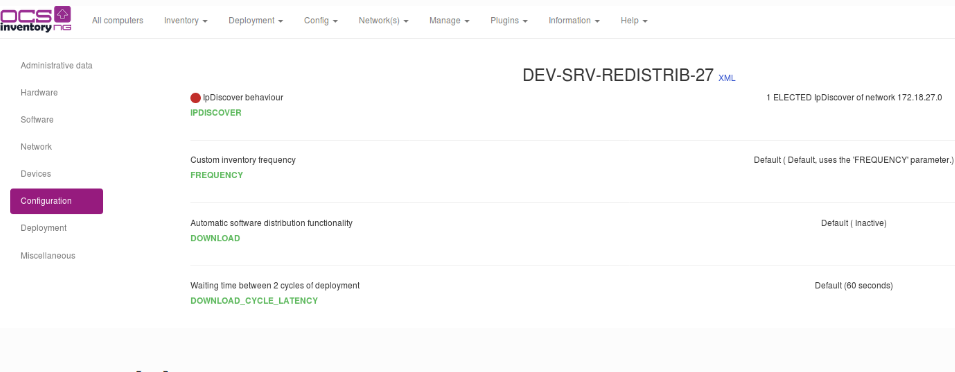 OCS inventory NG
All computers Inventory Deployment Config Network(s) Manage Plugins Information Help
Administrative data
Hardware
Software
Network
Devices
Configuration
Deployment
Miscellaneous
DEV-SRV-REDISTRIB-27 XML
IpDiscover behaviour 1 ELECTED IpDiscover of network 172.18.27.0
IPDISCOVER
Custom inventory frequency Default ( Default, uses the 'FREQUENCY' parameter.)
FREQUENCY
Automatic software distribution functionality Default ( Inactive)
DOWNLOAD
Waiting time between 2 cycles of deployment Default (60 seconds)
DOWNLOAD_CYCLE_LATENCY